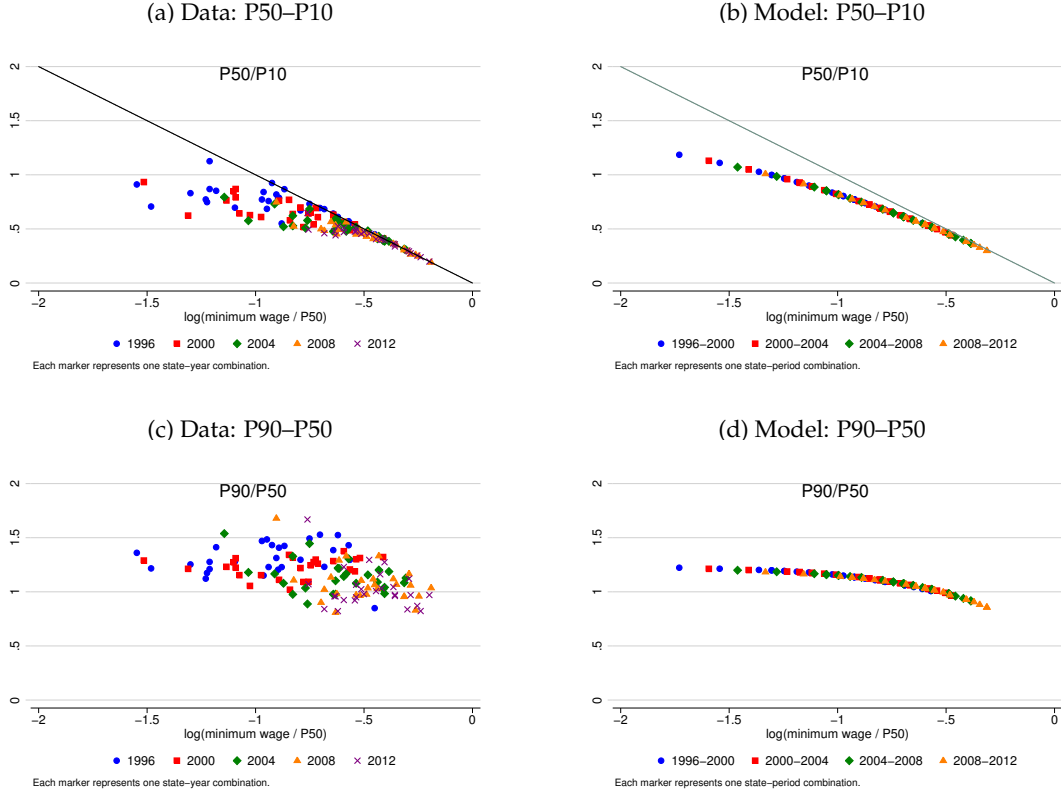 (a) Data: P50–P10
P50/P10
2
1.5
1
.5
0
−2 −1.5 −1 −.5 0
log(minimum wage / P50)
1996 2000 2004 2008 2012
Each marker represents one state−year combination.
(b) Model: P50–P10
P50/P10
2
1.5
1
.5
0
−2 −1.5 −1 −.5 0
log(minimum wage / P50)
1996−2000 2000−2004 2004−2008 2008−2012
Each marker represents one state−period combination.
(c) Data: P90–P50
P90/P50
2
1.5
1
.5
0
−2 −1.5 −1 −.5 0
log(minimum wage / P50)
1996 2000 2004 2008 2012
Each marker represents one state−year combination.
(d) Model: P90–P50
P90/P50
2
1.5
1
.5
0
−2 −1.5 −1 −.5 0
log(minimum wage / P50)
1996−2000 2000−2004 2004−2008 2008−2012
Each marker represents one state−period combination.